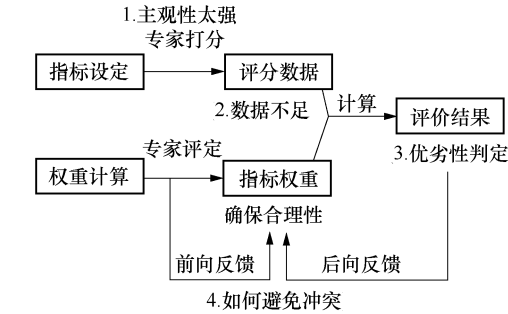 1.主观性太强
专家打分
指标设定
评分数据
2.数据不足
计算
评价结果
3.优劣性判定
专家评定
权重计算
指标权重
确保合理性
前向反馈
后向反馈
4.如何避免冲突